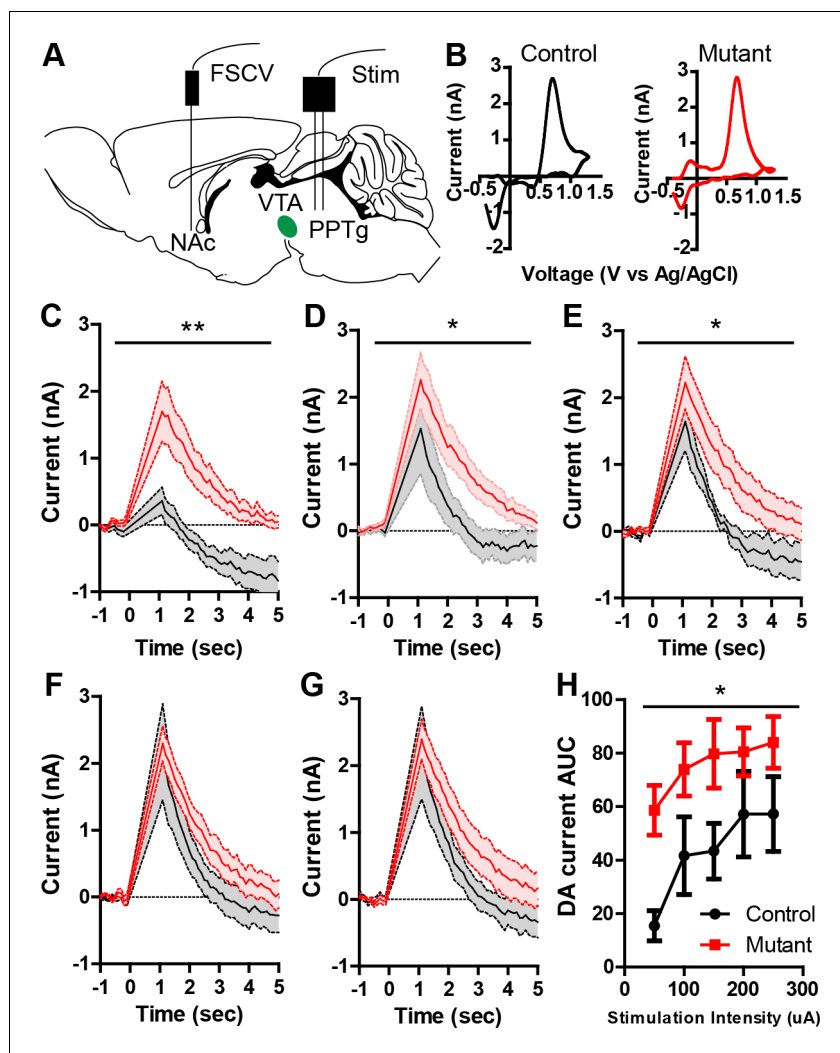 A
FSCV
Stim
VTA
NAc
PPTg
B
Control
Mutant
Current (nA)
3
2
1
-0.5
0.5
1.5
-1
-2
Current (nA)
3
2
1
-0.5
0.5
1.0
1.5
-1
-2
Voltage (V vs Ag/AgCl)
C
**
Current (nA)
3
2
1
0
-1
-1 0 1 2 3 4 5
Time (sec)
D
*
Current (nA)
3
2
1
0
-1
-1 0 1 2 3 4 5
Time (sec)
E
*
Current (nA)
3
2
1
0
-1
-1 0 1 2 3 4 5
Time (sec)
F
Current (nA)
3
2
1
0
-1
-1 0 1 2 3 4 5
Time (sec)
G
Current (nA)
3
2
1
0
-1
-1 0 1 2 3 4 5
Time (sec)
H
*
DA current AUC
100
80
60
40
20
0
Control
Mutant
0 100 200 300
Stimulation Intensity (uA)